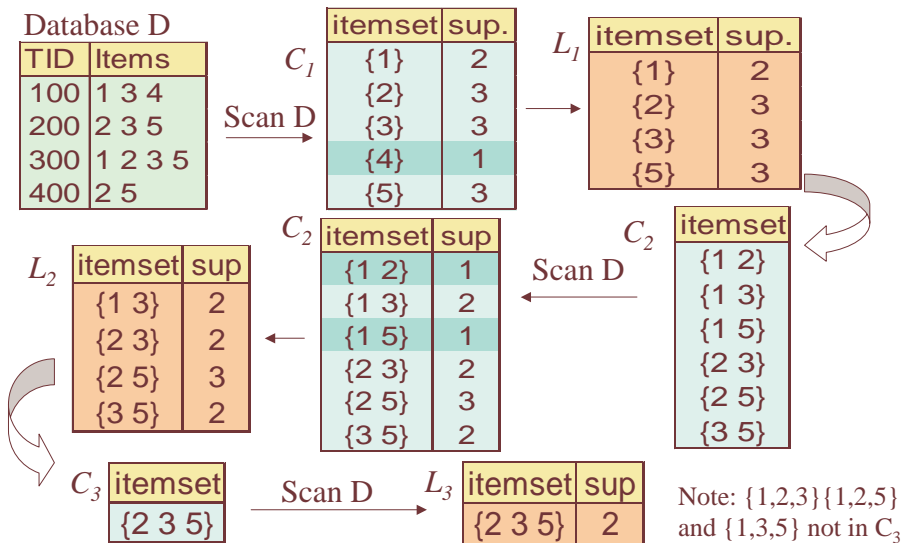 Database D
TID Items
100 1 3 4
200 2 3 5
300 1 2 3 5
400 2 5
Scan D
C1
itemset sup.
{1} 2
{2} 3
{3} 3
{4} 1
{5} 3
L1
itemset sup.
{1} 2
{2} 3
{3} 3
{5} 3
C2
itemset
{1 2}
{1 3}
{1 5}
{2 3}
{2 5}
{3 5}
Scan D
C2
itemset sup
{1 2} 1
{1 3} 2
{1 5} 1
{2 3} 2
{2 5} 3
{3 5} 2
L2
itemset sup
{1 3} 2
{2 3} 2
{2 5} 3
{3 5} 2
C3
itemset
{2 3 5}
Scan D
L3
itemset sup
{2 3 5} 2
Note: {1,2,3}{1,2,5}
and {1,3,5} not in C3